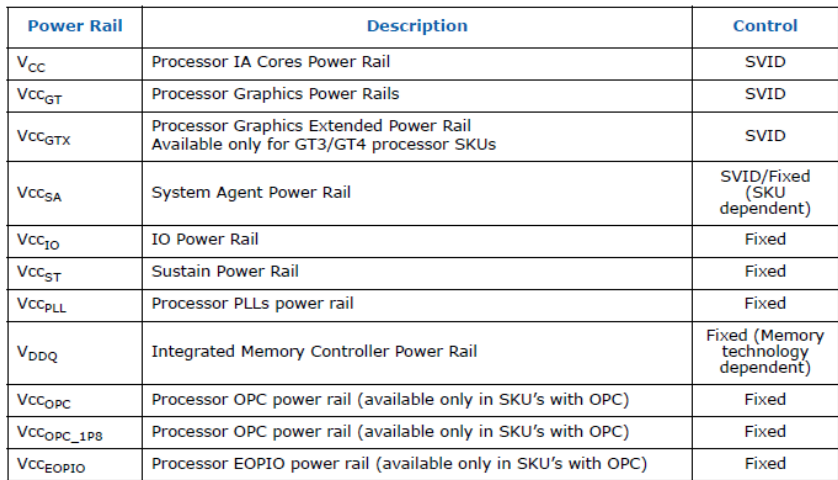 Power Rail Description Control
VCC Processor IA Cores Power Rail SVID
VccGT Processor Graphics Power Rails SVID
VccGTX Processor Graphics Extended Power Rail
Available only for GT3/GT4 processor SKUs SVID
VccSA System Agent Power Rail SVID/Fixed
(SKU
dependent)
VccIO IO Power Rail Fixed
VccST Sustain Power Rail Fixed
VccPLL Processor PLLs power rail Fixed
VDDQ Integrated Memory Controller Power Rail Fixed (Memory
technology
dependent)
VccOPC Processor OPC power rail (available only in SKU's with OPC) Fixed
VccOPC_1P8 Processor OPC power rail (available only in SKU's with OPC) Fixed
VccEOPIO Processor EOPIO power rail (available only in SKU's with OPC) Fixed